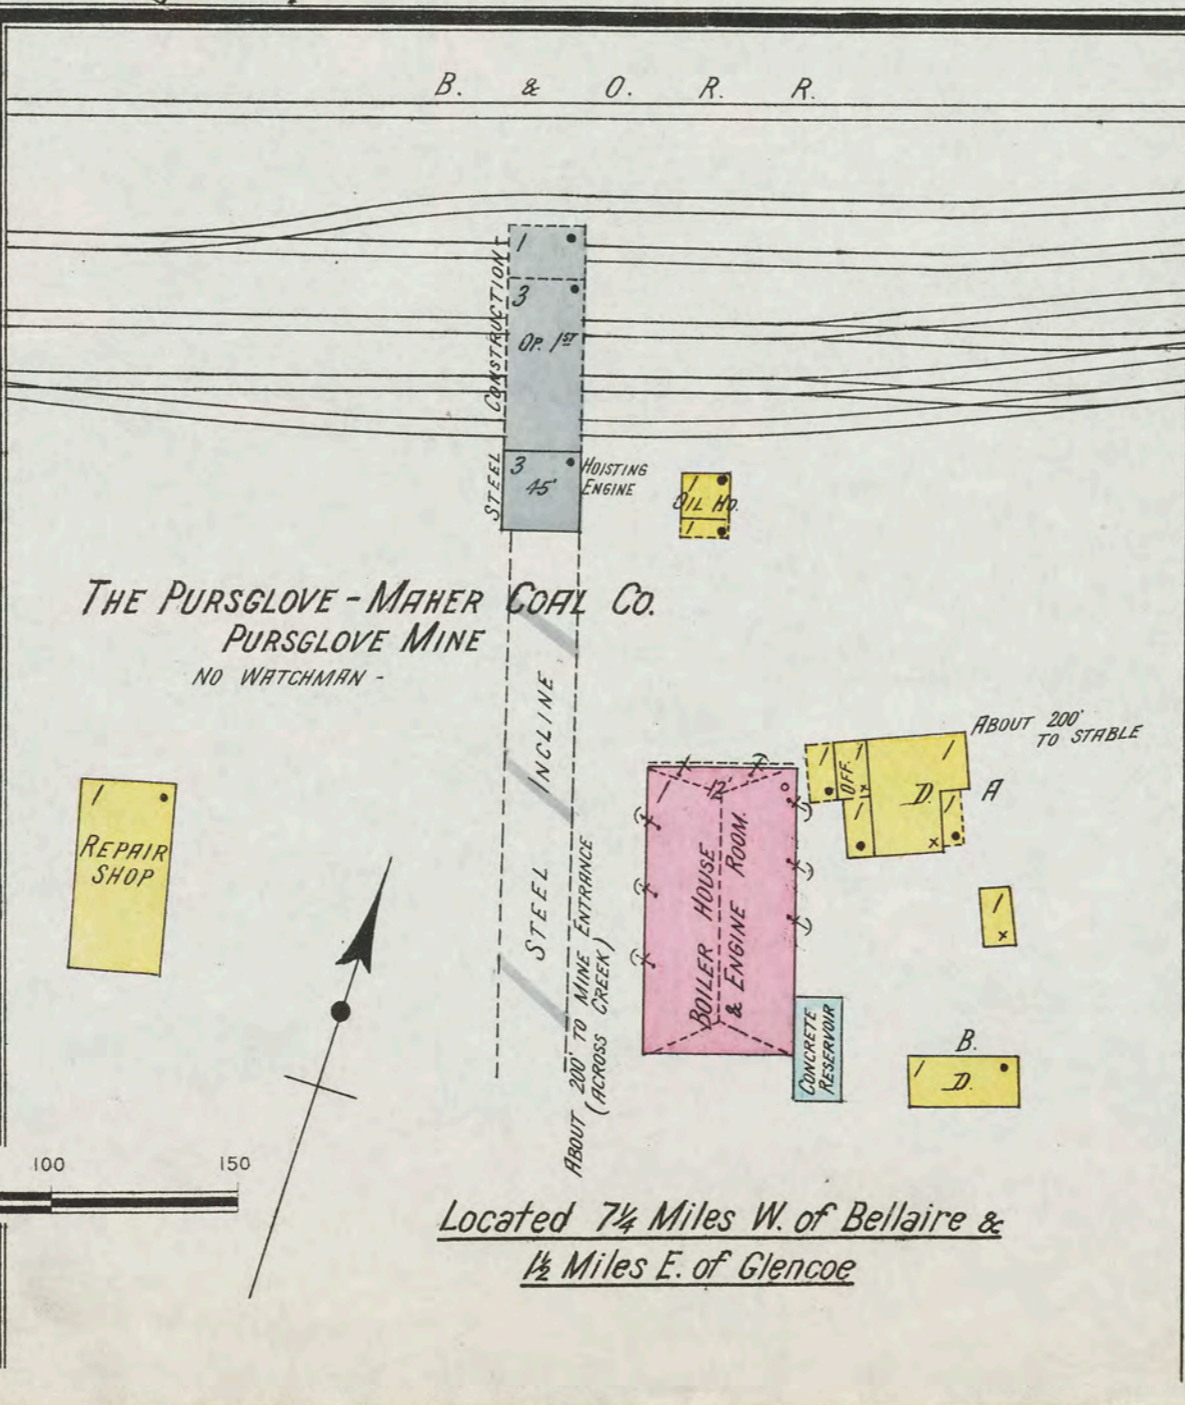 B. & O. R. R.
1
3
OP. 1ST
STEEL CONSTRUCTION
3
45'
HOISTING
ENGINE
1
OIL HO.
1
THE PURSGLOVE - MAHER COAL CO.
PURSGLOVE MINE
NO WATCHMAN -
STEEL INCLINE
ABOUT 200' TO MINE ENTRANCE
(ACROSS CREEK)
1
REPAIR
SHOP
1
12'
BOILER HOUSE
& ENGINE ROOM.
CONCRETE
RESERVOIR
ABOUT 200'
TO STABLE
1
OFF.
1
1x
1
D.
x
1
A
1
x
B.
1
D.
100 150
Located 7¼ Miles W. of Bellaire &
1½ Miles E. of Glencoe